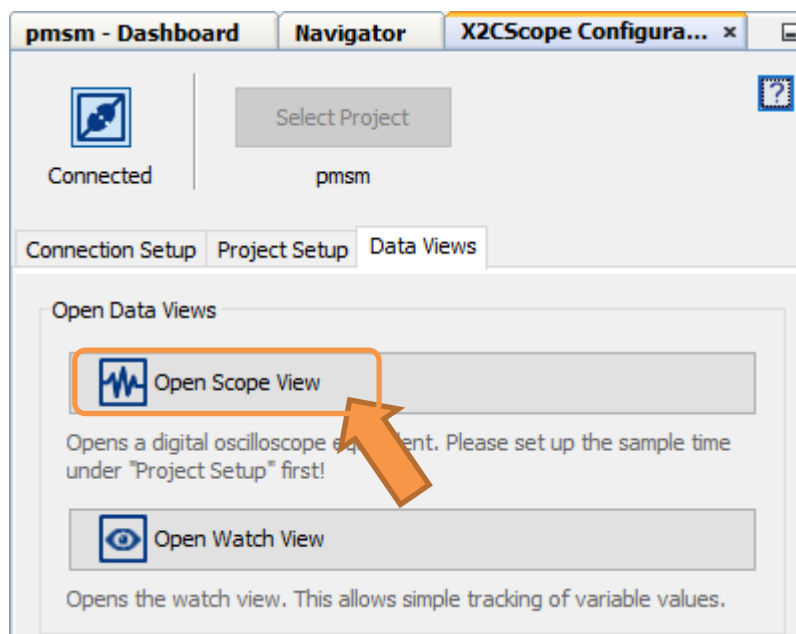 pmsm - Dashboard Navigator X2CScope Configura... ×
Select Project
?
Connected pmsm
Connection Setup Project Setup Data Views
Open Data Views
Open Scope View
Opens a digital oscilloscope ent. Please set up the sample time
under "Project Setup" first!
Open Watch View
Opens the watch view. This allows simple tracking of variable values.